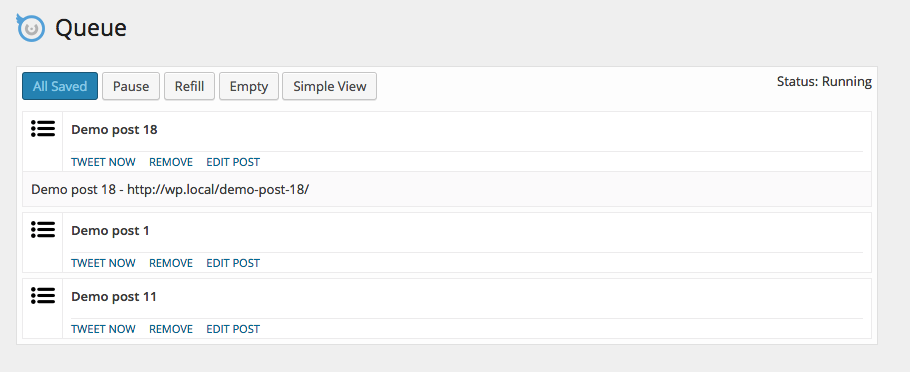 Queue
All Saved Pause Refill Empty Simple View Status: Running
Demo post 18
TWEET NOW REMOVE EDIT POST
Demo post 18 - http://wp.local/demo-post-18/
Demo post 1
TWEET NOW REMOVE EDIT POST
Demo post 11
TWEET NOW REMOVE EDIT POST